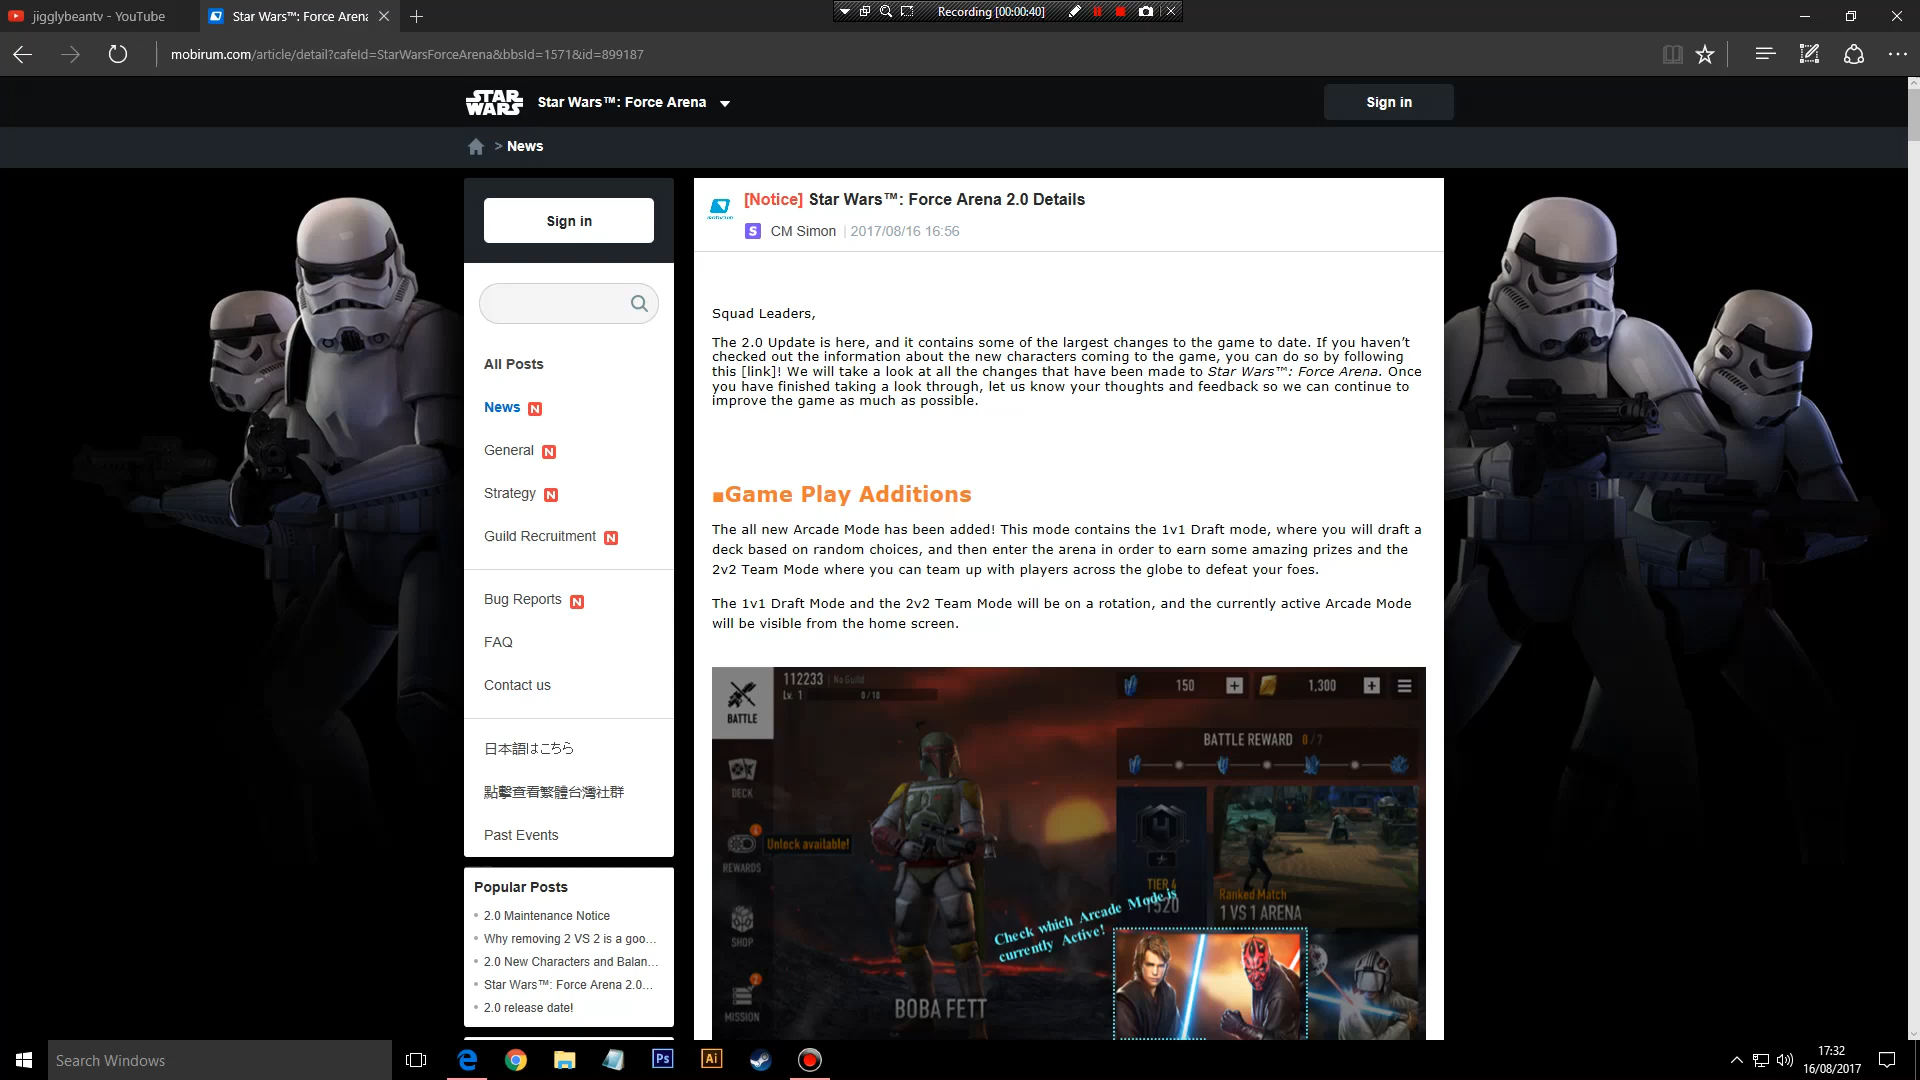 jigglybeantv - YouTube
Star Wars™: Force Arena
Recording [00:00:40]
mobirum.com/article/detail?cafeId=StarWarsForceArena&bbsId=1571&id=899187
STAR WARS
Star Wars™: Force Arena
Sign in
> News
Sign in
All Posts
News N
General N
Strategy N
Guild Recruitment N
Bug Reports N
FAQ
Contact us
日本語はこちら
點擊查看繁體台灣社群
Past Events
Popular Posts
2.0 Maintenance Notice
Why removing 2 VS 2 is a goo...
2.0 New Characters and Balan...
Star Wars™: Force Arena 2.0...
2.0 release date!
[Notice] Star Wars™: Force Arena 2.0 Details
S CM Simon | 2017/08/16 16:56
Squad Leaders,
The 2.0 Update is here, and it contains some of the largest changes to the game to date. If you haven't
checked out the information about the new characters coming to the game, you can do so by following
this [link]! We will take a look at all the changes that have been made to Star Wars™: Force Arena. Once
you have finished taking a look through, let us know your thoughts and feedback so we can continue to
improve the game as much as possible.
■Game Play Additions
The all new Arcade Mode has been added! This mode contains the 1v1 Draft mode, where you will draft a
deck based on random choices, and then enter the arena in order to earn some amazing prizes and the
2v2 Team Mode where you can team up with players across the globe to defeat your foes.
The 1v1 Draft Mode and the 2v2 Team Mode will be on a rotation, and the currently active Arcade Mode
will be visible from the home screen.
112233 | No Guild
Lv. 1 0/10
150
1,300
BATTLE
BATTLE REWARD 0/7
DECK
Unlock available!
REWARDS
TIER 4
1520
Ranked Match
1 VS 1 ARENA
SHOP
Check which Arcade Mode is
currently Active!
MISSION
BOBA FETT
Search Windows
Ps
Ai
17:32
16/08/2017